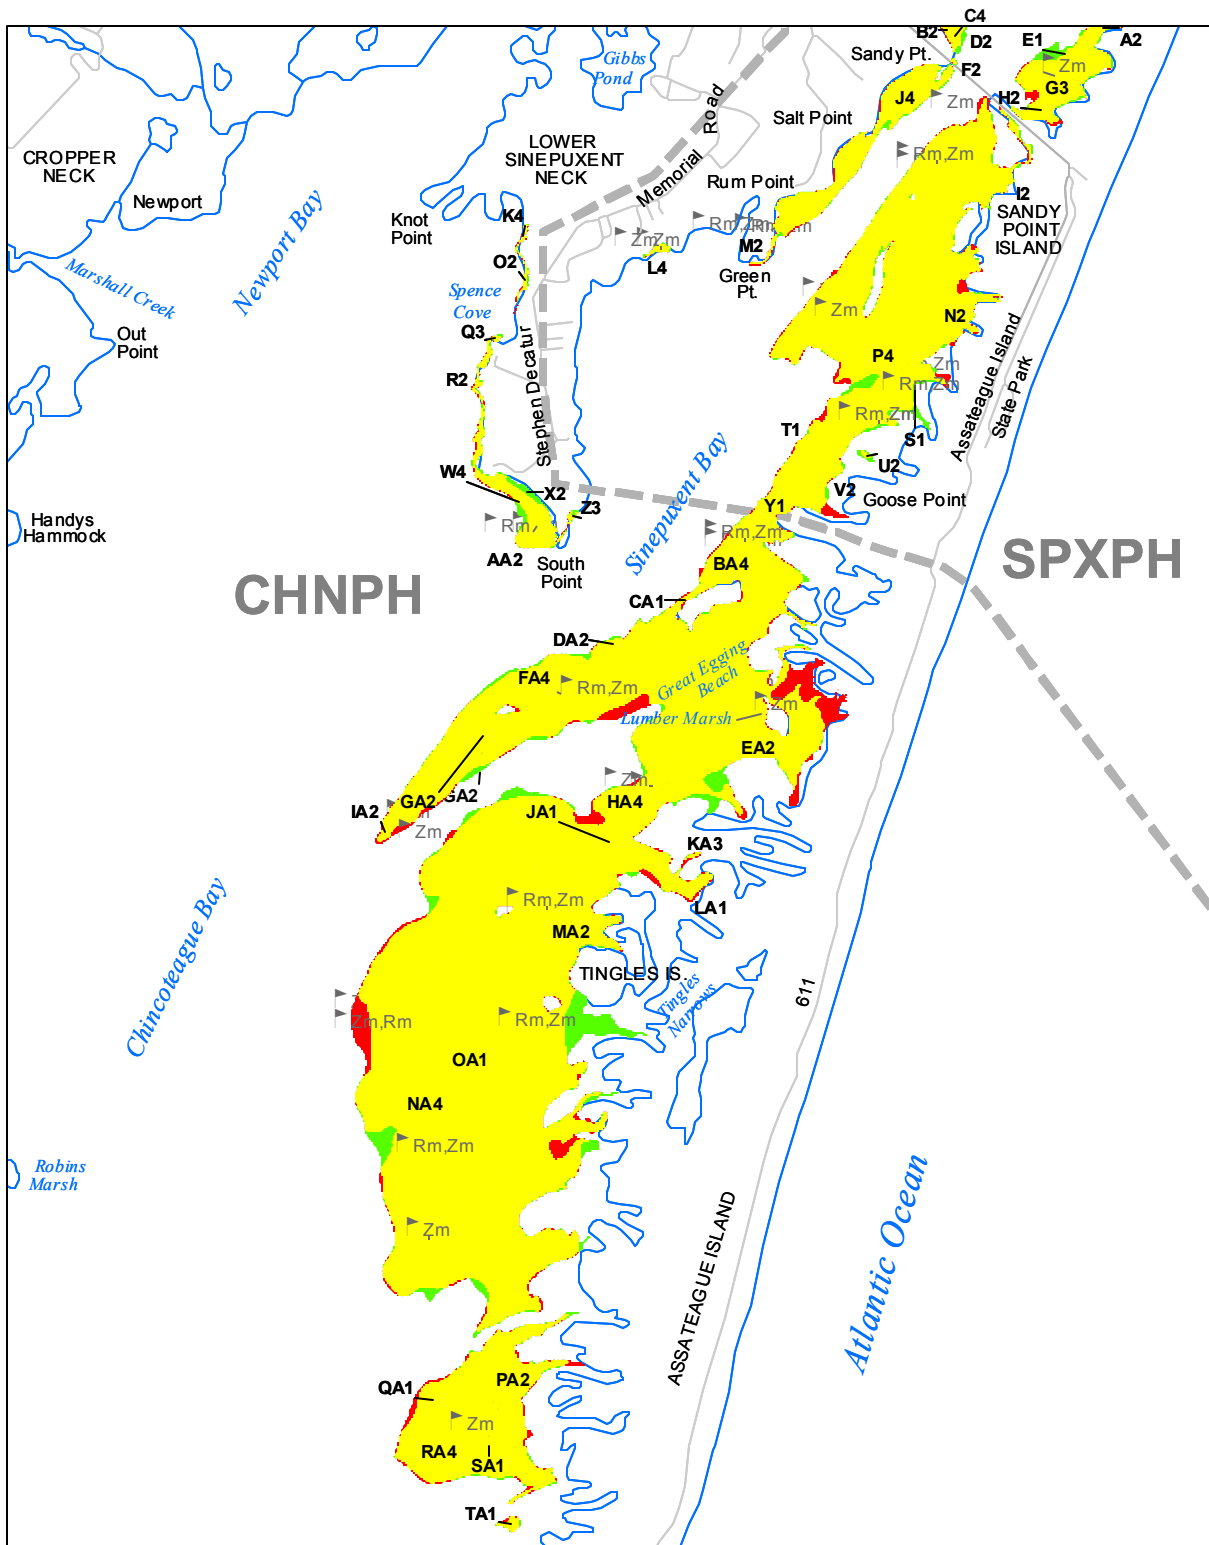 C4
B2
D2
E1
A2
Sandy Pt.
F2
Zm
G3
H2
J4
Zm
Gibbs
Pond
Salt Point
LOWER
SINEPUXENT
NECK
Memorial Road
CROPPER
NECK
Newport
Newport Bay
Knot
Point
K4
Rm,Zm
Rum Point
I2
SANDY
POINT
ISLAND
Rm,Zm
Zm
Zm
L4
M2
Green
Pt.
Marshall Creek
O2
Spence
Cove
Out
Point
Q3
Zm
N2
R2
Stephen Decatur
P4
Zm
Rm,Zm
Rm,Zm
Assateague Island
State Park
T1
S1
U2
V2
Goose Point
W4
X2
Z3
Y1
Rm
Rm,Zm
Handys
Hammock
AA2
South
Point
Sinepuxent Bay
BA4
CHNPH
SPXPH
CA1
DA2
FA4
Rm,Zm
Great Egging
Beach
Zm
Lumber Marsh
EA2
Zm
GA2
GA2
HA4
IA2
Zm
JA1
KA3
Rm,Zm
LA1
MA2
TINGLES IS.
Tingles
Narrows
611
Chincoteague Bay
Zm,Rm
Rm,Zm
OA1
NA4
Rm,Zm
Robins
Marsh
Zm
ASSATEAGUE ISLAND
Atlantic Ocean
PA2
QA1
Zm
RA4
SA1
TA1